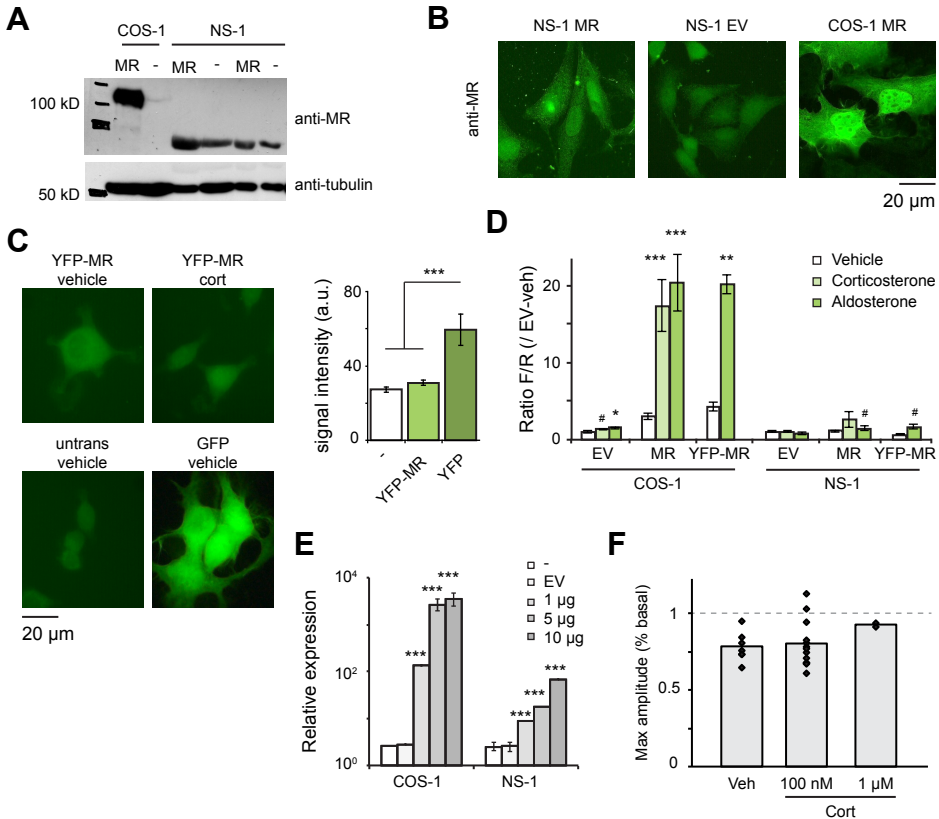 A
COS-1 NS-1
MR - MR - MR -
100 kD
anti-MR
50 kD
anti-tubulin
B
NS-1 MR NS-1 EV COS-1 MR
anti-MR
20 µm
C
YFP-MR vehicle
YFP-MR cort
untrans vehicle
GFP vehicle
20 µm
signal intensity (a.u.)
80
60
40
20
0
***
- YFP-MR YFP
D
Ratio F/R (/ EV-veh)
20
10
0
Vehicle
Corticosterone
Aldosterone
# * *** *** ** # #
EV MR YFP-MR EV MR YFP-MR
COS-1 NS-1
E
Relative expression
10⁴
10²
10⁰
-
EV
1 µg
5 µg
10 µg
*** *** *** *** *** ***
COS-1 NS-1
F
Max amplitude (% basal)
1
0.75
0.5
0
Veh 100 nM 1 µM
Cort